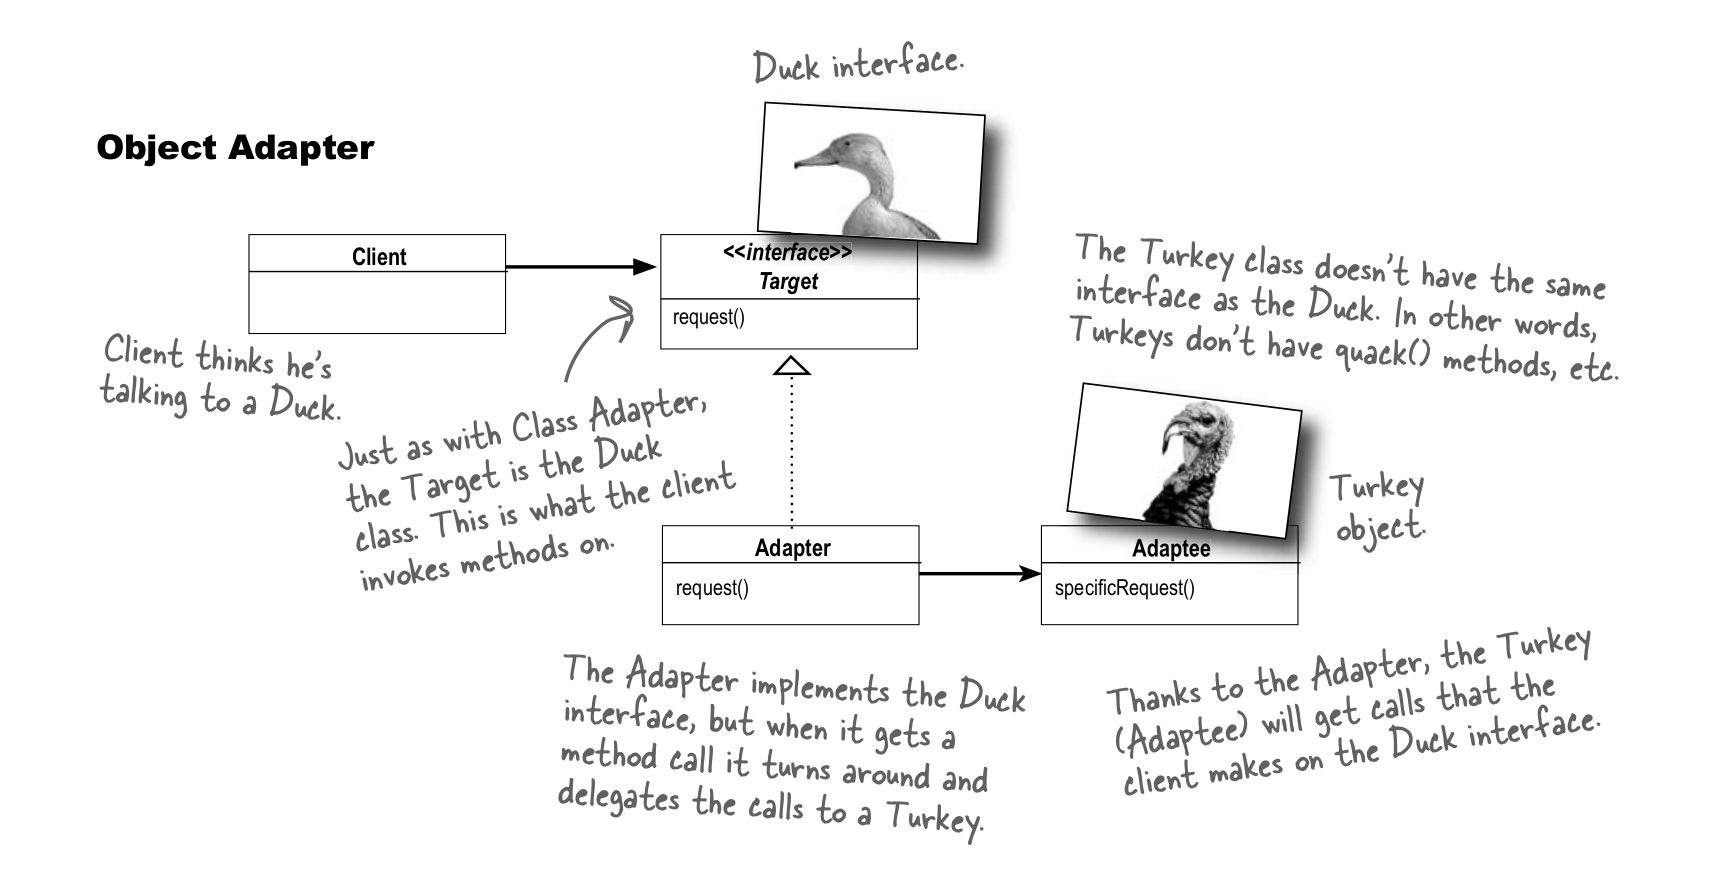 Duck interface.
Object Adapter
Client
<<interface>>
Target
request()
The Turkey class doesn't have the same
interface as the Duck. In other words,
Turkeys don't have quack() methods, etc.
Client thinks he's
talking to a Duck.
Just as with Class Adapter,
the Target is the Duck
class. This is what the client
invokes methods on.
Turkey
object.
Adapter
request()
Adaptee
specificRequest()
The Adapter implements the Duck
interface, but when it gets a
method call it turns around and
delegates the calls to a Turkey.
Thanks to the Adapter, the Turkey
(Adaptee) will get calls that the
client makes on the Duck interface.